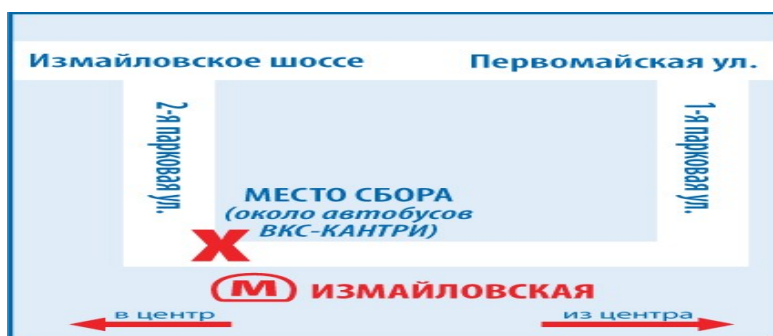 Измайловское шоссе
Первомайская ул.
2-я парковая ул.
1-я парковая ул.
МЕСТО СБОРА
(около автобусов
ВКС-КАНТРИ)
X
М ИЗМАЙЛОВСКАЯ
в центр
из центра